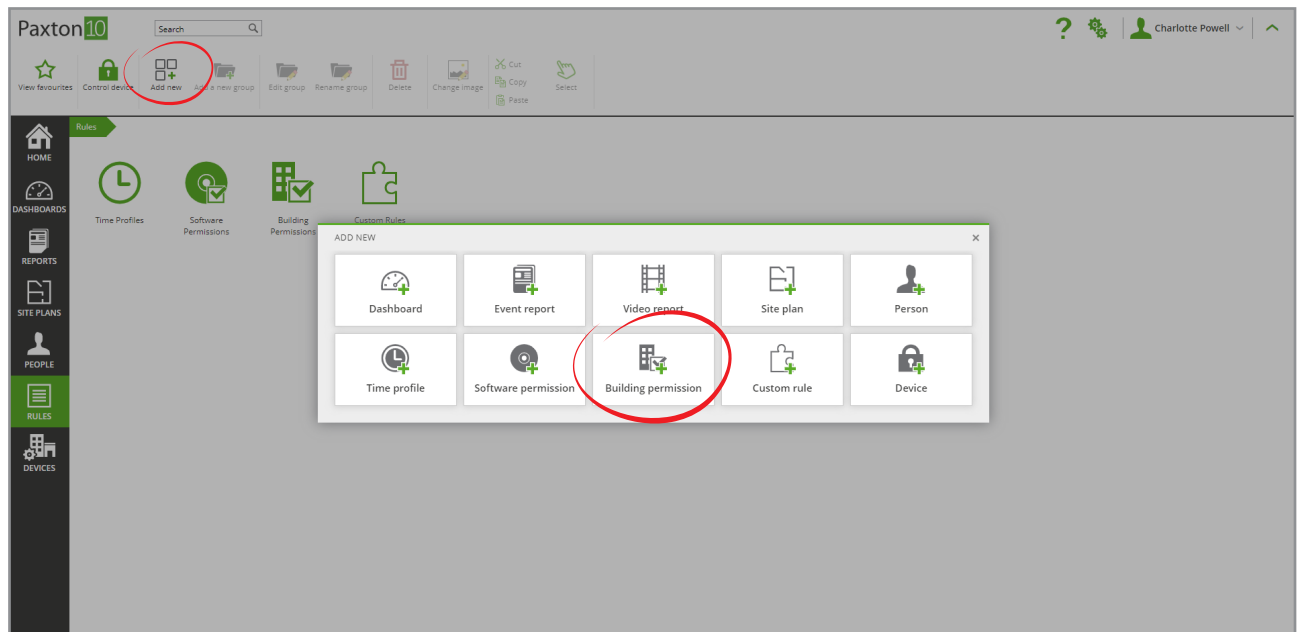 Paxton10
Search
Charlotte Powell
View favourites
Control device
Add new
Add a new group
Edit group
Rename group
Delete
Change image
Cut
Copy
Paste
Select
HOME
DASHBOARDS
REPORTS
SITE PLANS
PEOPLE
RULES
DEVICES
Rules
Time Profiles
Software
Permissions
Building
Permissions
Custom Rules
ADD NEW
Dashboard
Event report
Video report
Site plan
Person
Time profile
Software permission
Building permission
Custom rule
Device